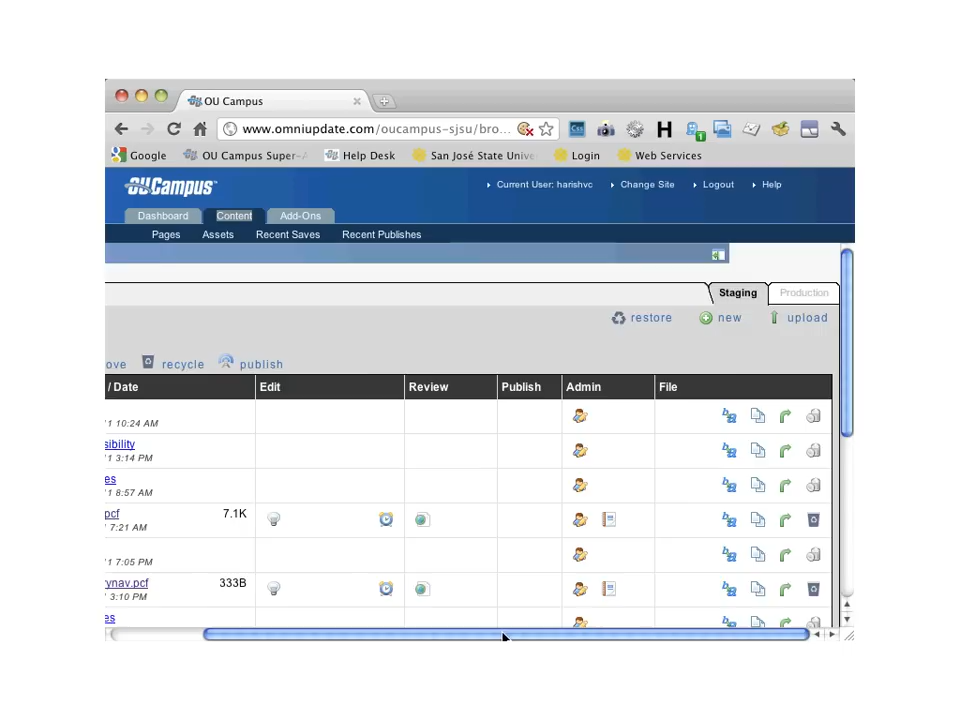 OU Campus
www.omniupdate.com/oucampus-sjsu/bro...
Google OU Campus Super-A Help Desk San José State Unive Login Web Services
OUCampus™
Current User: harishvc Change Site Logout Help
Dashboard Content Add-Ons
Pages Assets Recent Saves Recent Publishes
Staging Production
restore new upload
ove recycle publish
/ Date Edit Review Publish Admin File
'1 10:24 AM
sibility
'1 3:14 PM
es
'1 8:57 AM
pcf 7.1K
'1 7:21 AM
'1 7:05 PM
rynav.pcf 333B
'1 3:10 PM
es